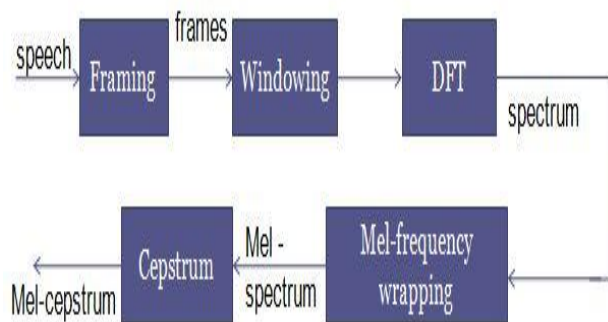 speech
Framing
frames
Windowing
DFT
spectrum
Mel-frequency
wrapping
Mel -
spectrum
Cepstrum
Mel-cepstrum